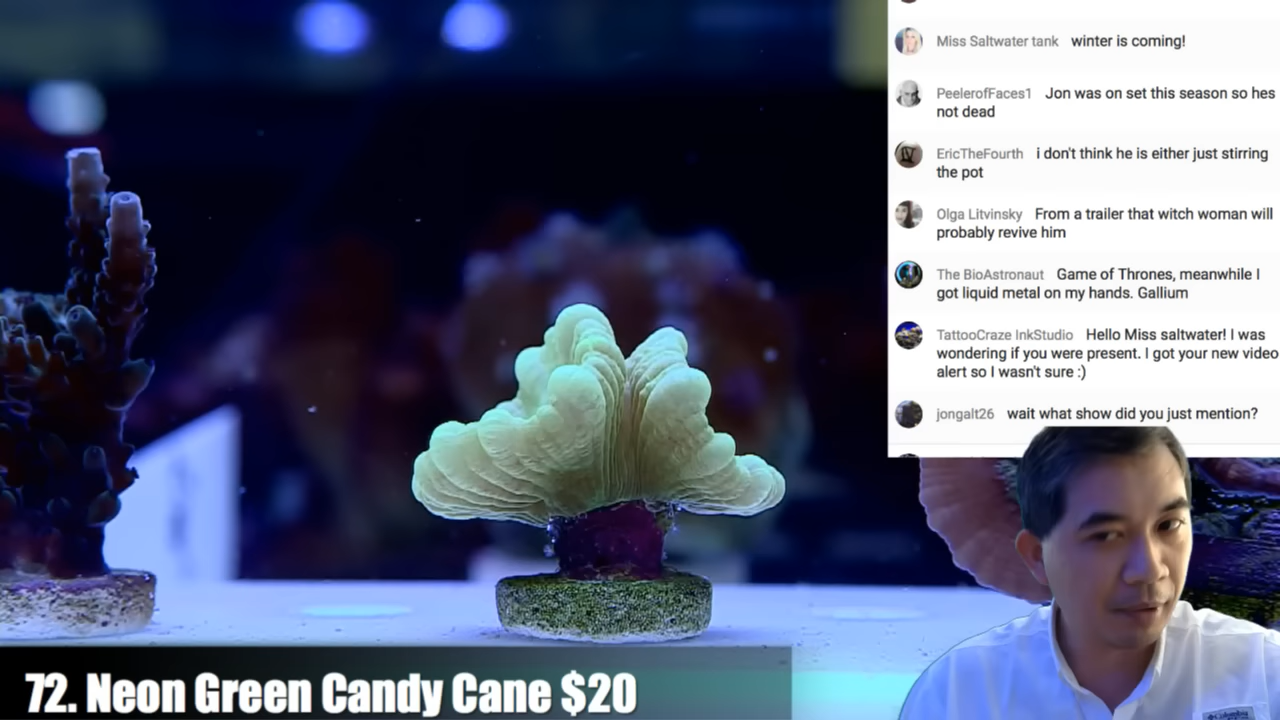 Miss Saltwater tank winter is coming!
PeelerofFaces1 Jon was on set this season so hes
not dead
EricTheFourth i don't think he is either just stirring
the pot
Olga Litvinsky From a trailer that witch woman will
probably revive him
The BioAstronaut Game of Thrones, meanwhile I
got liquid metal on my hands. Gallium
TattooCraze InkStudio Hello Miss saltwater! I was
wondering if you were present. I got your new video
alert so I wasn't sure :)
jongalt26 wait what show did you just mention?
Columbia
72. Neon Green Candy Cane $20